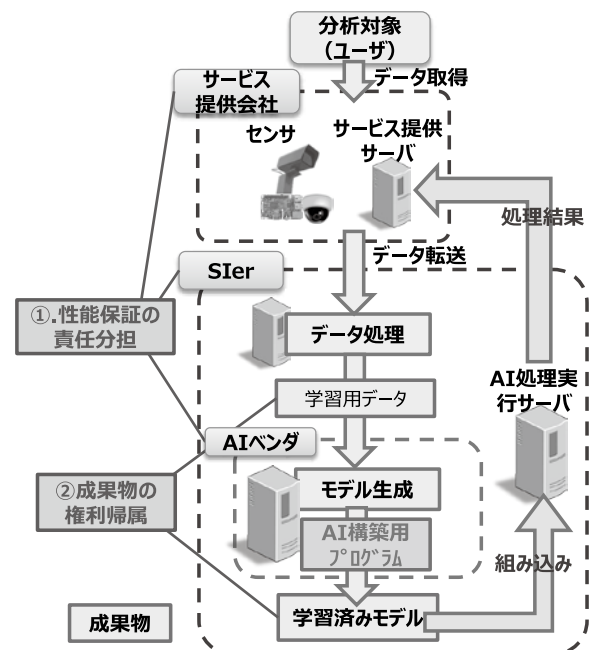 分析対象
（ユーザ）
データ取得
サービス
提供会社
センサ
サービス提供
サーバ
処理結果
データ転送
SIer
①.性能保証の
責任分担
データ処理
AI処理実
行サーバ
学習用データ
AIベンダ
モデル生成
②成果物の
権利帰属
AI構築用
ﾌﾟﾛｸﾞﾗﾑ
組み込み
学習済みモデル
成果物